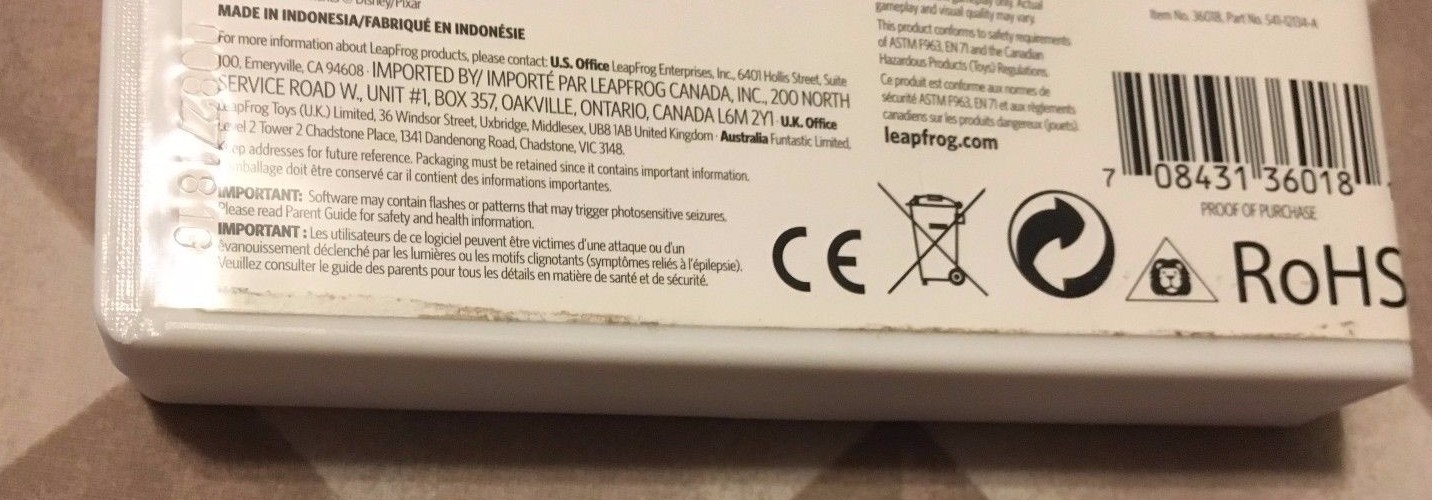 Disney/Pixar
MADE IN INDONESIA/FABRIQUÉ EN INDONÉSIE
For more information about LeapFrog products, please contact: U.S. Office LeapFrog Enterprises, Inc., 6401 Hollis Street, Suite
100, Emeryville, CA 94608 · IMPORTED BY/ IMPORTÉ PAR LEAPFROG CANADA, INC., 200 NORTH
SERVICE ROAD W., UNIT #1, BOX 357, OAKVILLE, ONTARIO, CANADA L6M 2Y1 · U.K. Office
LeapFrog Toys (U.K.) Limited, 36 Windsor Street, Uxbridge, Middlesex, UB8 1AB United Kingdom · Australia Funtastic Limited,
Level 2 Tower 2 Chadstone Place, 1341 Dandenong Road, Chadstone, VIC 3148.
Keep addresses for future reference. Packaging must be retained since it contains important information.
emballage doit être conservé car il contient des informations importantes.
IMPORTANT: Software may contain flashes or patterns that may trigger photosensitive seizures.
Please read Parent Guide for safety and health information.
IMPORTANT : Les utilisateurs de ce logiciel peuvent être victimes d'une attaque ou d'un
évanouissement déclenché par les lumières ou les motifs clignotants (symptômes reliés à l'épilepsie).
Veuillez consulter le guide des parents pour tous les détails en matière de santé et de sécurité.
only. Actual
gameplay and visual quality may vary.
This product conforms to safety requirements
of ASTM F963, EN 71 and the Canadian
Hazardous Products (Toys) Regulations.
Ce produit est conforme aux normes de
sécurité ASTM F963, EN 71 et aux règlements
canadiens sur les produits dangereux (jouets).
leapfrog.com
CE
Item No. 36018, Part No. 541-12134-A
7 08431 36018
PROOF OF PURCHASE
RoHS